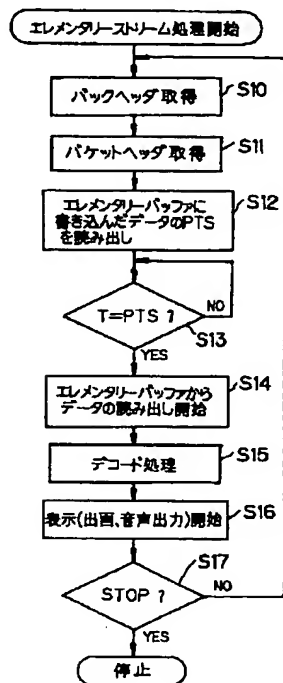 エレメンタリーストリーム処理開始
パックヘッダ取得
S10
パケットヘッダ取得
S11
エレメンタリーバッファに
書き込んだデータのPTS
を読み出し
S12
T=PTS ?
NO
S13
YES
エレメンタリーバッファから
データの読み出し開始
S14
デコード処理
S15
表示(出画、音声出力)開始
S16
S17
STOP ?
NO
YES
停止